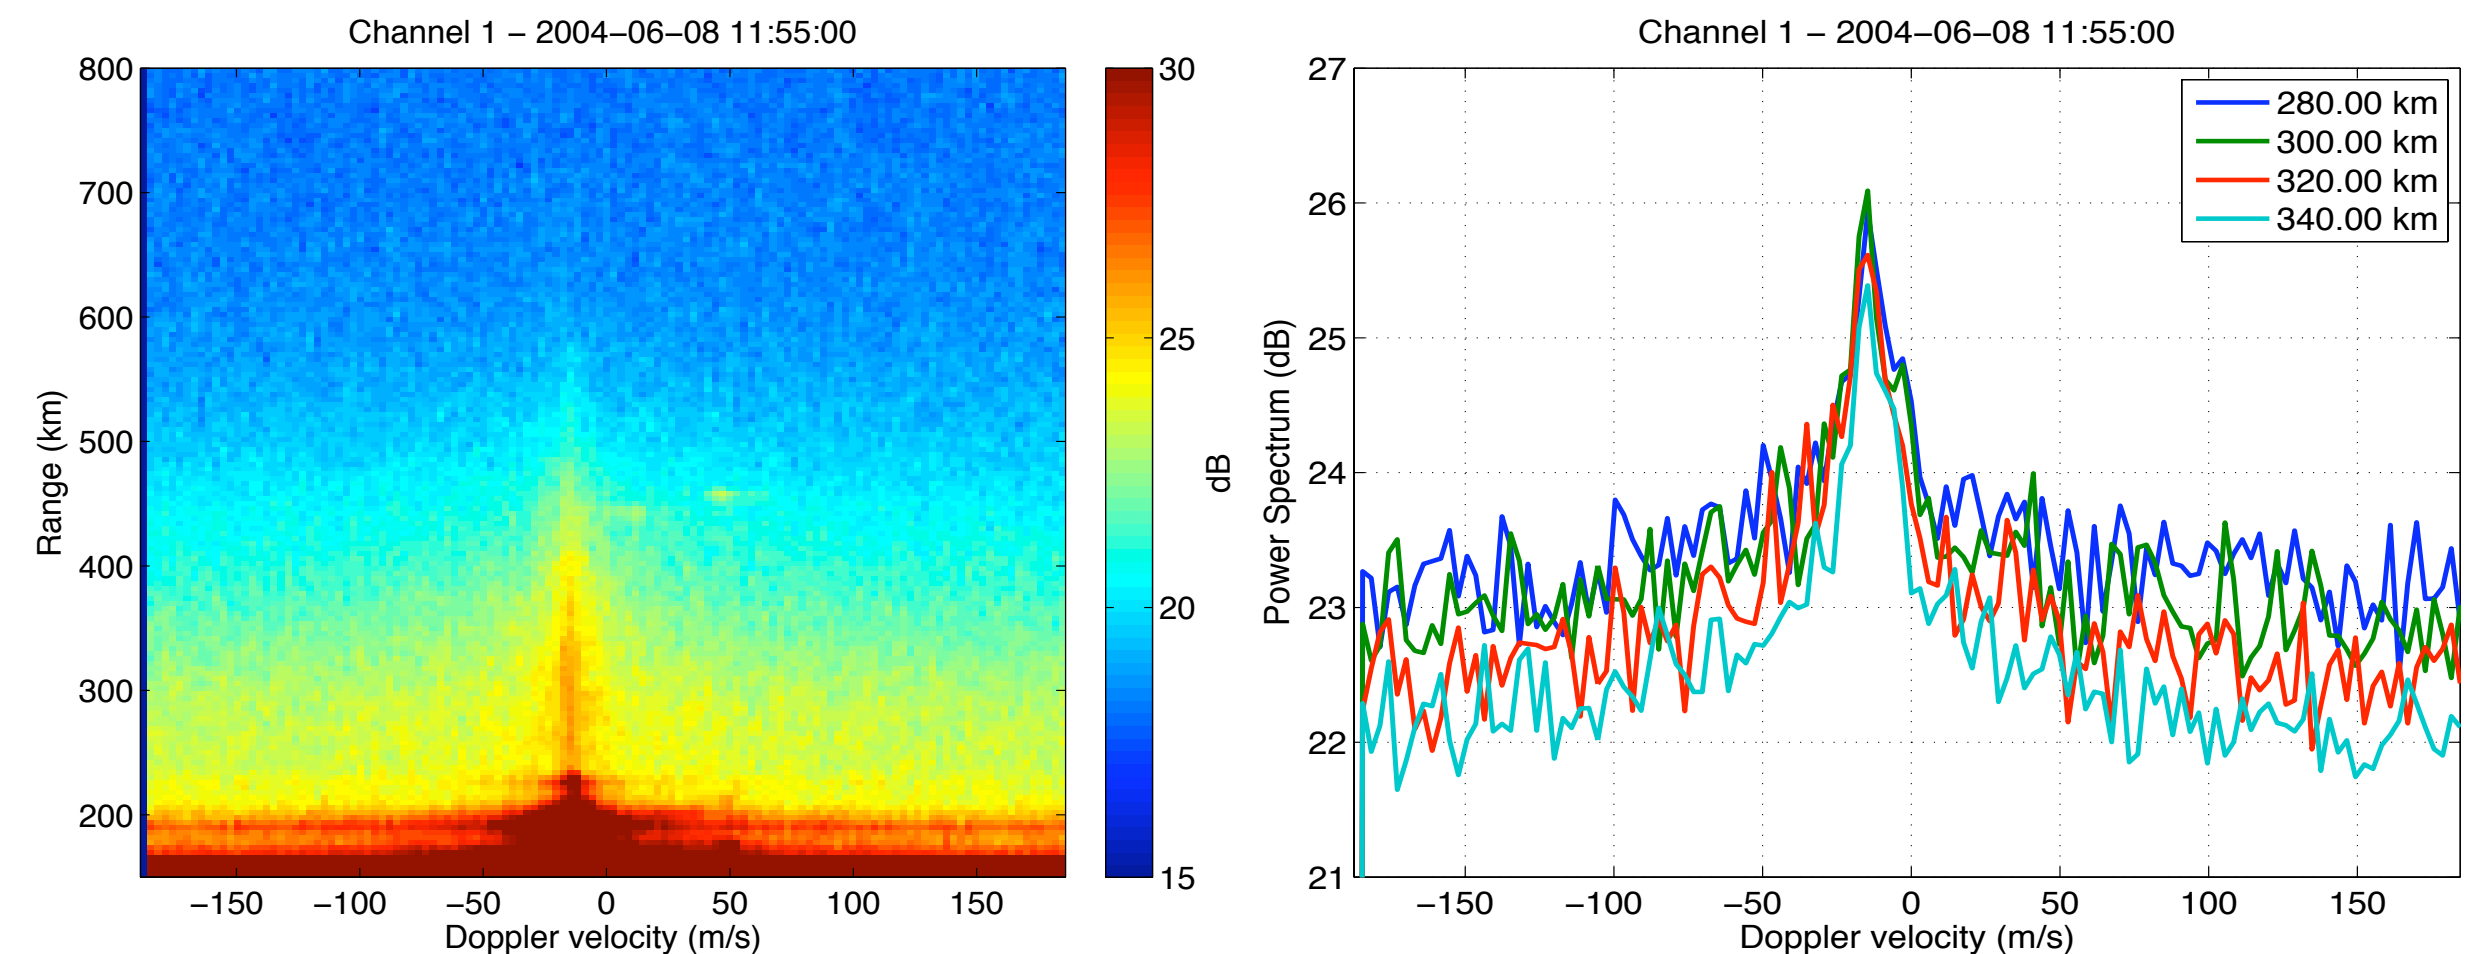 Channel 1 − 2004−06−08 11:55:00
800
700
600
500
400
300
200
Range (km)
−150 −100 −50 0 50 100 150
Doppler velocity (m/s)
30
25
20
15
dB
Channel 1 − 2004−06−08 11:55:00
27
26
25
24
23
22
21
Power Spectrum (dB)
280.00 km
300.00 km
320.00 km
340.00 km
−150 −100 −50 0 50 100 150
Doppler velocity (m/s)